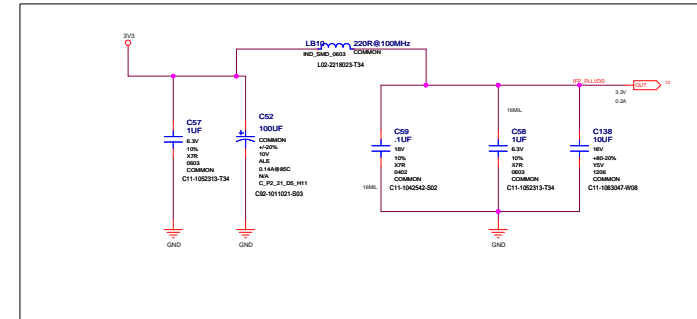 3V3
LB10 220R@100MHz
IND_SMD_0603 COMMON
L02-2218023-T34
IFP_PLLVDD
OUT
12
3.3V
0.2A
16MIL
C57
1UF
6.3V
10%
X7R
0603
COMMON
C11-1052313-T34
C52
100UF
COMMON
+/-20%
10V
ALE
0.14A@85C
N/A
C_P2_21_D5_H11
C92-1011021-S03
C59
.1UF
16V
10%
X7R
0402
COMMON
C11-1042542-S02
16MIL
C58
1UF
6.3V
10%
X7R
0603
COMMON
C11-1052313-T34
C138
10UF
16V
+80-20%
Y5V
1206
COMMON
C11-1063047-W08
GND
GND
GND